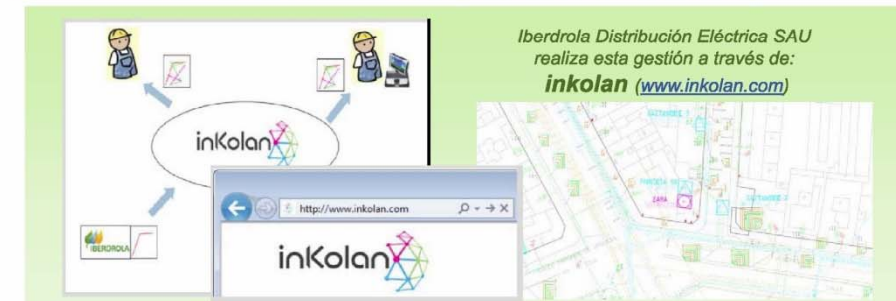 Iberdrola Distribución Eléctrica SAU
realiza esta gestión a través de:
inkolan (www.inkolan.com)
inKolan
IBERDROLA
http://www.inkolan.com
inKolan
ZARA